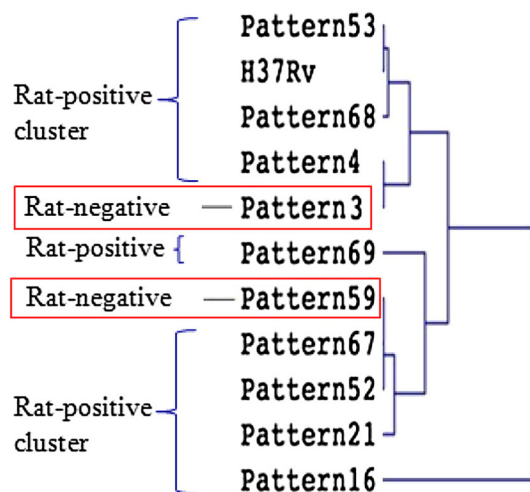 Pattern53
H37Rv
Rat-positive
cluster
Pattern68
Pattern4
Rat-negative Pattern3
Rat-positive Pattern69
Rat-negative Pattern59
Pattern67
Pattern52
Rat-positive
cluster
Pattern21
Pattern16